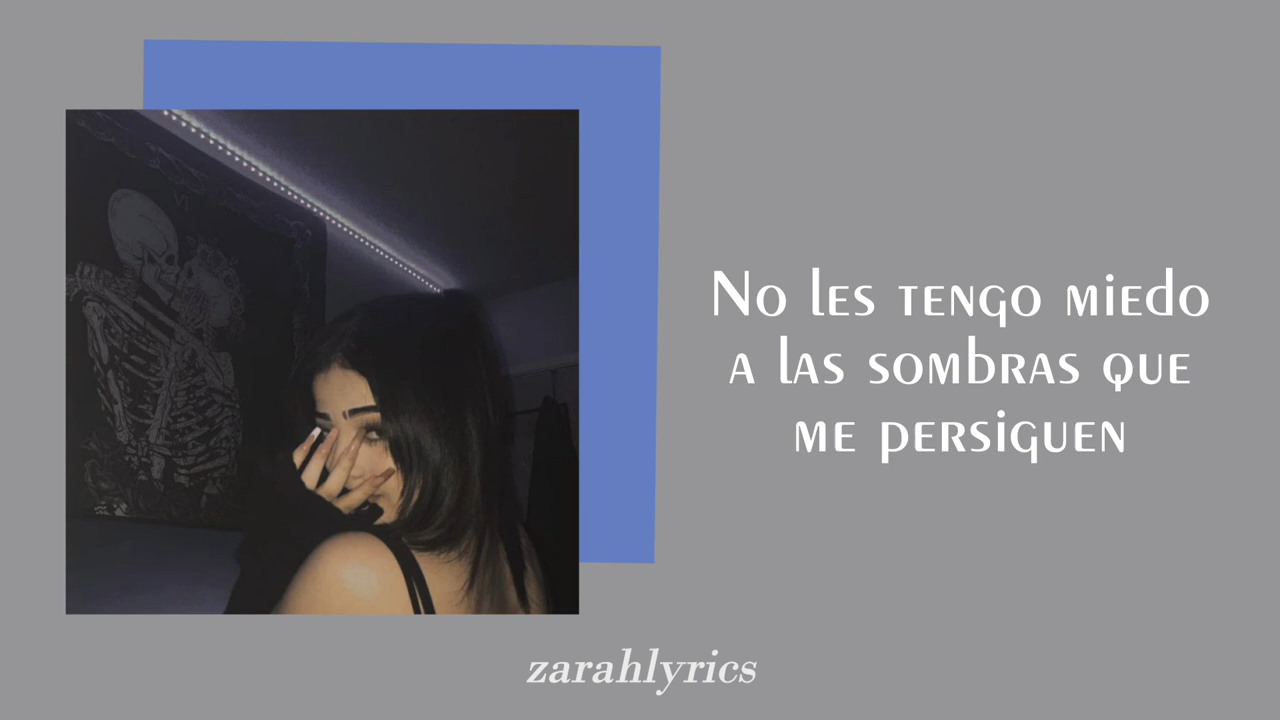 No les tengo miedo
a las sombras que
me persiguen
zarahlyrics